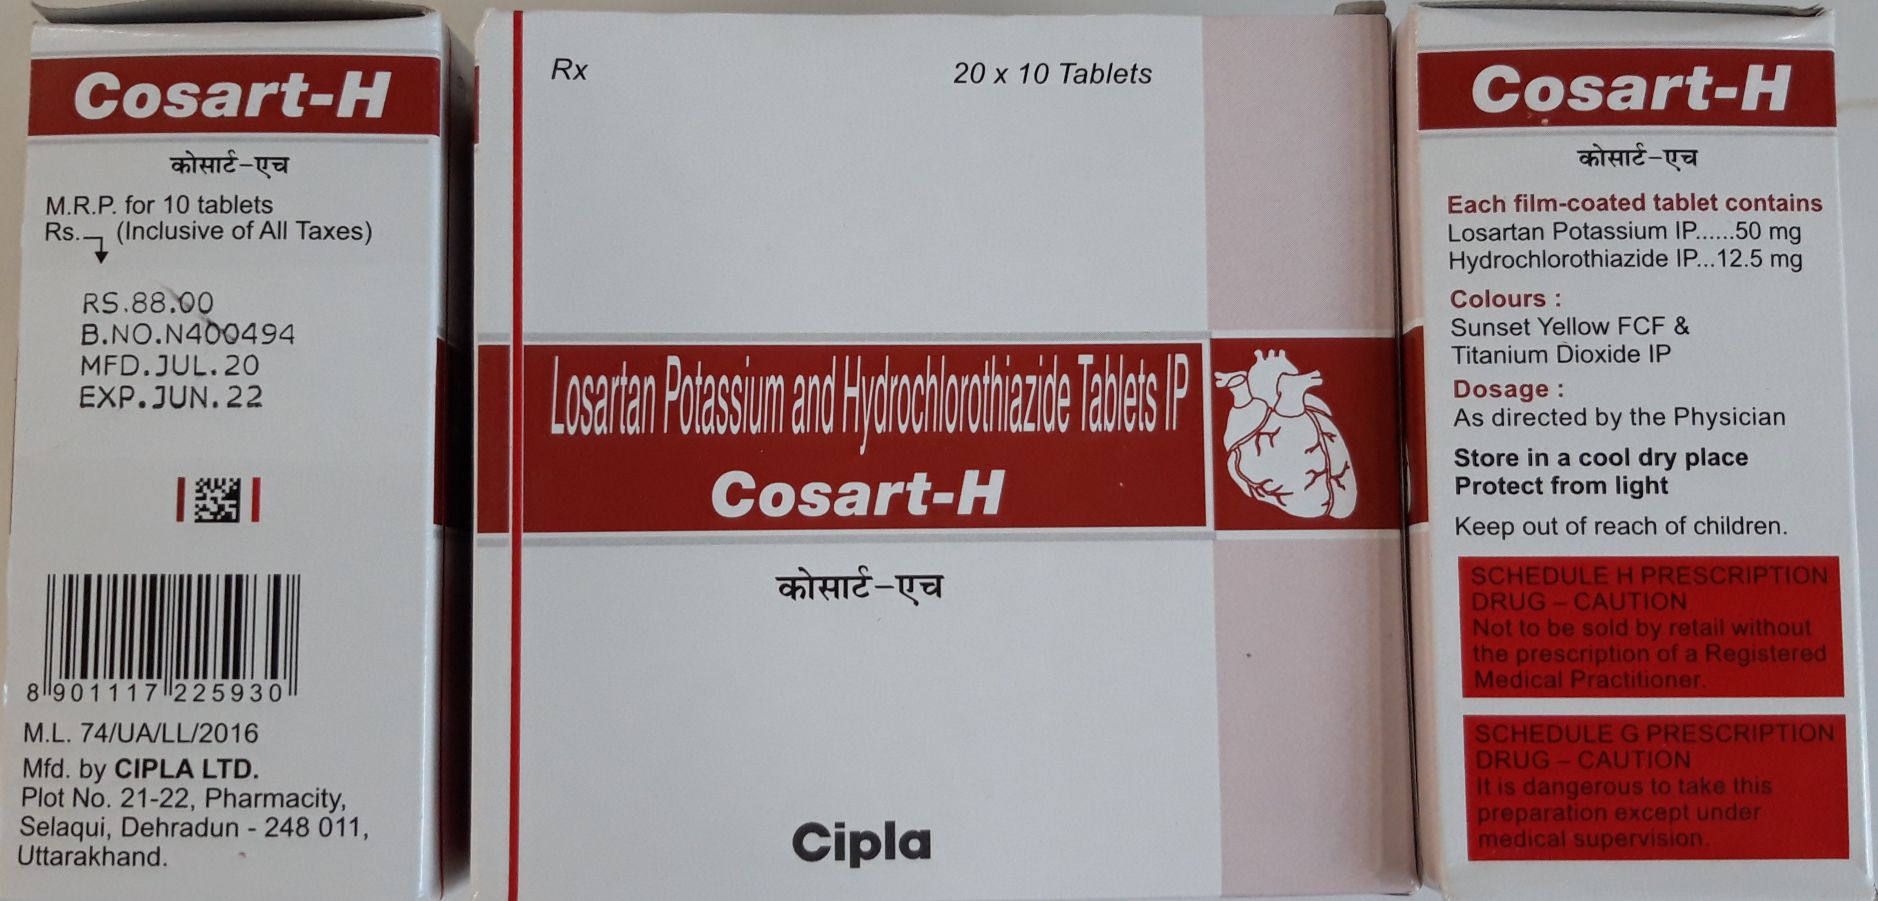 Cosart-H
कोसार्ट-एच
M.R.P. for 10 tablets
Rs. (Inclusive of All Taxes)
RS.88.00
B.NO.N400494
MFD.JUL.20
EXP.JUN.22
8 901117 225930
M.L. 74/UA/LL/2016
Mfd. by CIPLA LTD.
Plot No. 21-22, Pharmacity,
Selaqui, Dehradun - 248 011,
Uttarakhand.
Rx
20 x 10 Tablets
Losartan Potassium and Hydrochlorothiazide Tablets IP
Cosart-H
कोसार्ट-एच
Cipla
Cosart-H
कोसार्ट-एच
Each film-coated tablet contains
Losartan Potassium IP......50 mg
Hydrochlorothiazide IP...12.5 mg
Colours :
Sunset Yellow FCF &
Titanium Dioxide IP
Dosage :
As directed by the Physician
Store in a cool dry place
Protect from light
Keep out of reach of children.
SCHEDULE H PRESCRIPTION
DRUG – CAUTION
Not to be sold by retail without
the prescription of a Registered
Medical Practitioner.
SCHEDULE G PRESCRIPTION
DRUG – CAUTION
It is dangerous to take this
preparation except under
medical supervision.